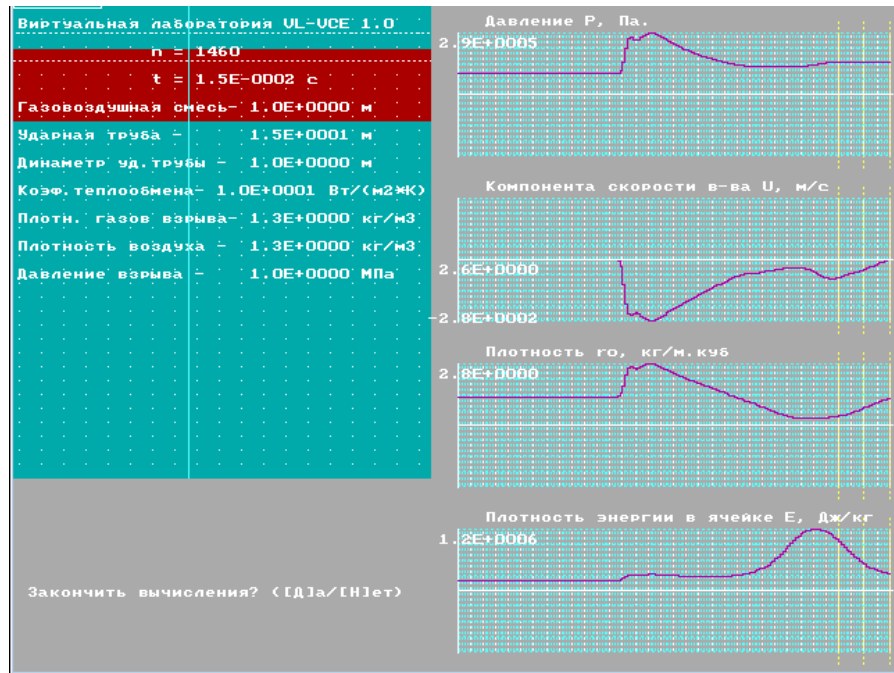 Виртуальная лаборатория VL-VCE 1.0
n = 1460
t = 1.5E-0002 с
Газовоздушная смесь- 1.0E+0000 м
Ударная труба - 1.5E+0001 м
Динаметр уд.трубы - 1.0E+0000 м
Коэф.теплообмена- 1.0E+0001 Вт/(м2*К)
Плотн. газов взрыва- 1.3E+0000 кг/м3
Плотность воздуха - 1.3E+0000 кг/м3
Давление взрыва - 1.0E+0000 МПа
Закончить вычисления? ([Д]а/[Н]ет)
Давление P, Па.
2.9E+0005
Компонента скорости в-ва U, м/с
2.6E+0000
-2.8E+0002
Плотность ro, кг/м.куб
2.8E+0000
Плотность энергии в ячейке E, Дж/кг
1.2E+0006